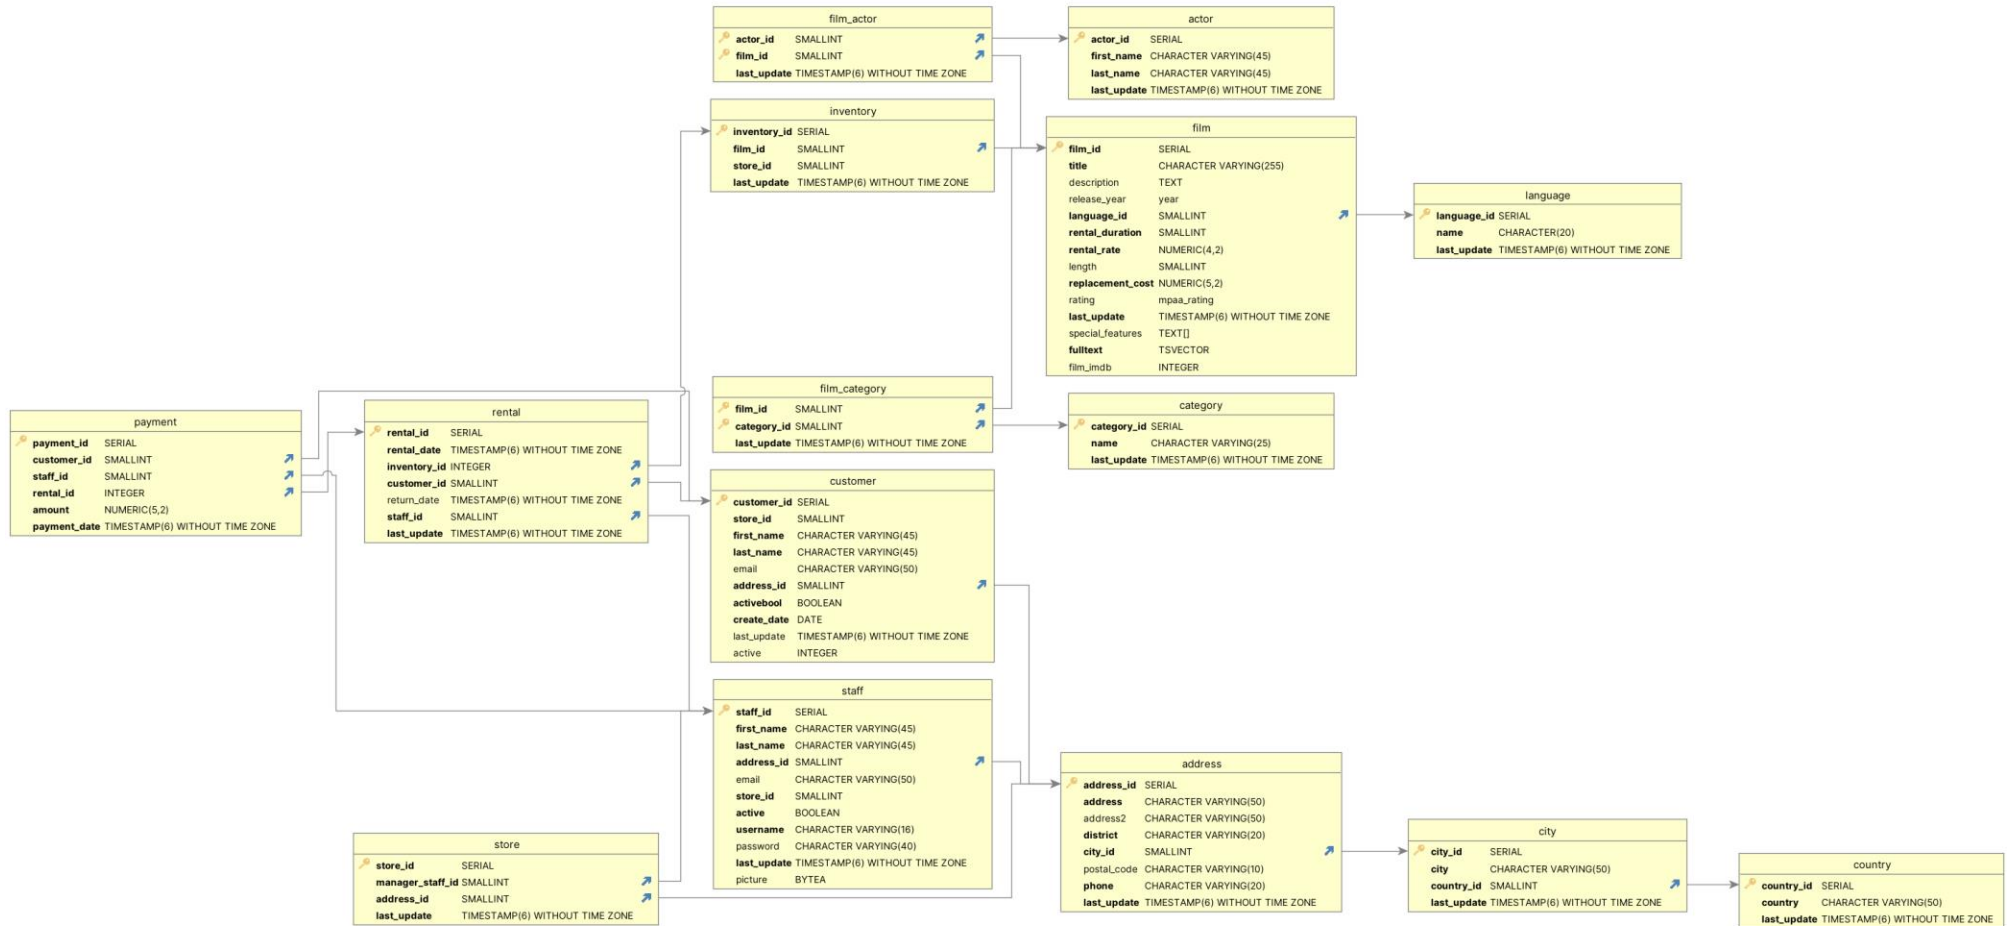 film_actor
actor_id SMALLINT
film_id SMALLINT
last_update TIMESTAMP(6) WITHOUT TIME ZONE
actor
actor_id SERIAL
first_name CHARACTER VARYING(45)
last_name CHARACTER VARYING(45)
last_update TIMESTAMP(6) WITHOUT TIME ZONE
inventory
inventory_id SERIAL
film_id SMALLINT
store_id SMALLINT
last_update TIMESTAMP(6) WITHOUT TIME ZONE
film
film_id SERIAL
title CHARACTER VARYING(255)
description TEXT
release_year year
language_id SMALLINT
rental_duration SMALLINT
rental_rate NUMERIC(4,2)
length SMALLINT
replacement_cost NUMERIC(5,2)
rating mpaa_rating
last_update TIMESTAMP(6) WITHOUT TIME ZONE
special_features TEXT[]
fulltext TSVECTOR
film_imdb INTEGER
language
language_id SERIAL
name CHARACTER(20)
last_update TIMESTAMP(6) WITHOUT TIME ZONE
payment
payment_id SERIAL
customer_id SMALLINT
staff_id SMALLINT
rental_id INTEGER
amount NUMERIC(5,2)
payment_date TIMESTAMP(6) WITHOUT TIME ZONE
rental
rental_id SERIAL
rental_date TIMESTAMP(6) WITHOUT TIME ZONE
inventory_id INTEGER
customer_id SMALLINT
return_date TIMESTAMP(6) WITHOUT TIME ZONE
staff_id SMALLINT
last_update TIMESTAMP(6) WITHOUT TIME ZONE
film_category
film_id SMALLINT
category_id SMALLINT
last_update TIMESTAMP(6) WITHOUT TIME ZONE
category
category_id SERIAL
name CHARACTER VARYING(25)
last_update TIMESTAMP(6) WITHOUT TIME ZONE
customer
customer_id SERIAL
store_id SMALLINT
first_name CHARACTER VARYING(45)
last_name CHARACTER VARYING(45)
email CHARACTER VARYING(50)
address_id SMALLINT
activebool BOOLEAN
create_date DATE
last_update TIMESTAMP(6) WITHOUT TIME ZONE
active INTEGER
staff
staff_id SERIAL
first_name CHARACTER VARYING(45)
last_name CHARACTER VARYING(45)
address_id SMALLINT
email CHARACTER VARYING(50)
store_id SMALLINT
active BOOLEAN
username CHARACTER VARYING(16)
password CHARACTER VARYING(40)
last_update TIMESTAMP(6) WITHOUT TIME ZONE
picture BYTEA
store
store_id SERIAL
manager_staff_id SMALLINT
address_id SMALLINT
last_update TIMESTAMP(6) WITHOUT TIME ZONE
address
address_id SERIAL
address CHARACTER VARYING(50)
address2 CHARACTER VARYING(50)
district CHARACTER VARYING(20)
city_id SMALLINT
postal_code CHARACTER VARYING(10)
phone CHARACTER VARYING(20)
last_update TIMESTAMP(6) WITHOUT TIME ZONE
city
city_id SERIAL
city CHARACTER VARYING(50)
country_id SMALLINT
last_update TIMESTAMP(6) WITHOUT TIME ZONE
country
country_id SERIAL
country CHARACTER VARYING(50)
last_update TIMESTAMP(6) WITHOUT TIME ZONE